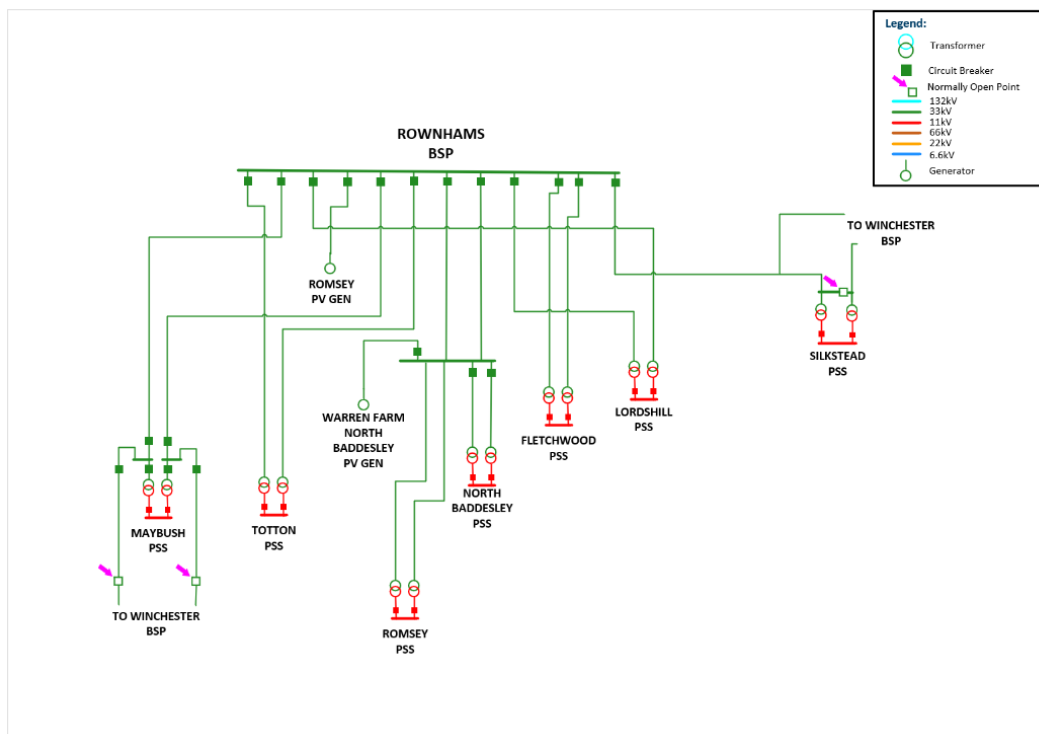 Legend:
Transformer
Circuit Breaker
Normally Open Point
132kV
33kV
11kV
66kV
22kV
6.6kV
Generator
ROWNHAMS
BSP
TO WINCHESTER
BSP
ROMSEY
PV GEN
SILKSTEAD
PSS
LORDSHILL
PSS
WARREN FARM
NORTH
BADDESLEY
PV GEN
FLETCHWOOD
PSS
NORTH
BADDESLEY
PSS
MAYBUSH
PSS
TOTTON
PSS
TO WINCHESTER
BSP
ROMSEY
PSS